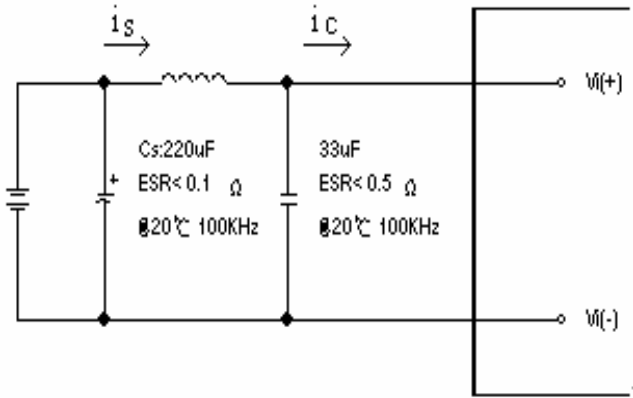 iS
iC
Vi(+)
Cs:220uF
33uF
+
ESR<0.1 Ω
ESR<0.5 Ω
@20℃ 100KHz
@20℃ 100KHz
Vi(-)